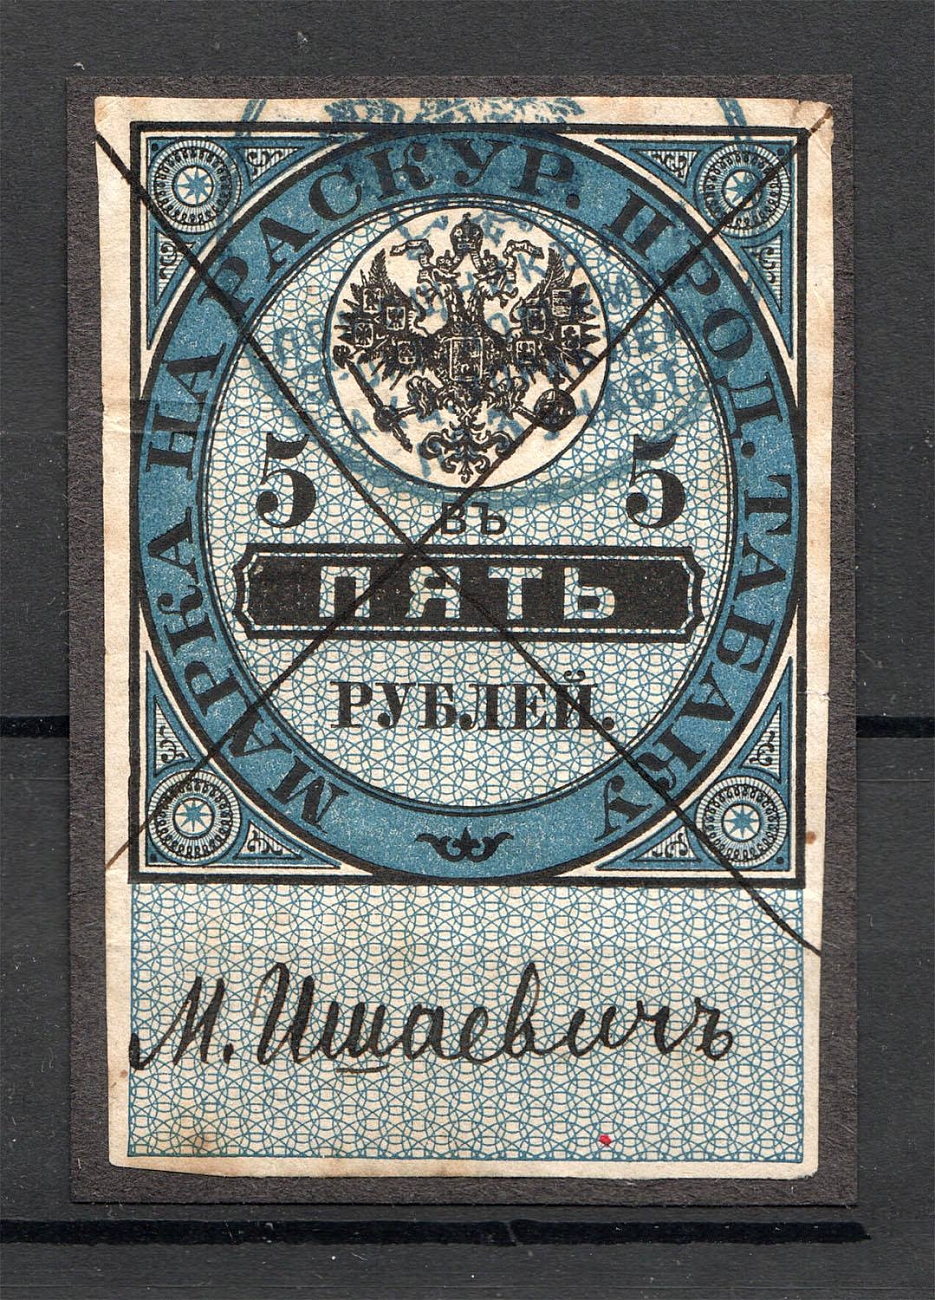 МАРКА НА РАСКУР. ПРОД. ТАБАКУ
5 5
ВЪ
ПЯТЬ
РУБЛЕЙ.
М. Ишаевичъ